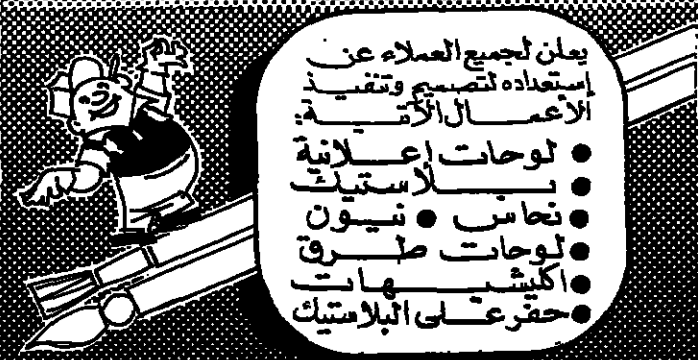 يعلن لجميع العملاء عن
إستعداده لتصميم وتنفيذ
الأعمال الآتية:
• لوحات إعلانية
• بلاستيك
• نحاس • نيون
• لوحات طرق
• اكليشهات
• حفر على البلاستيك